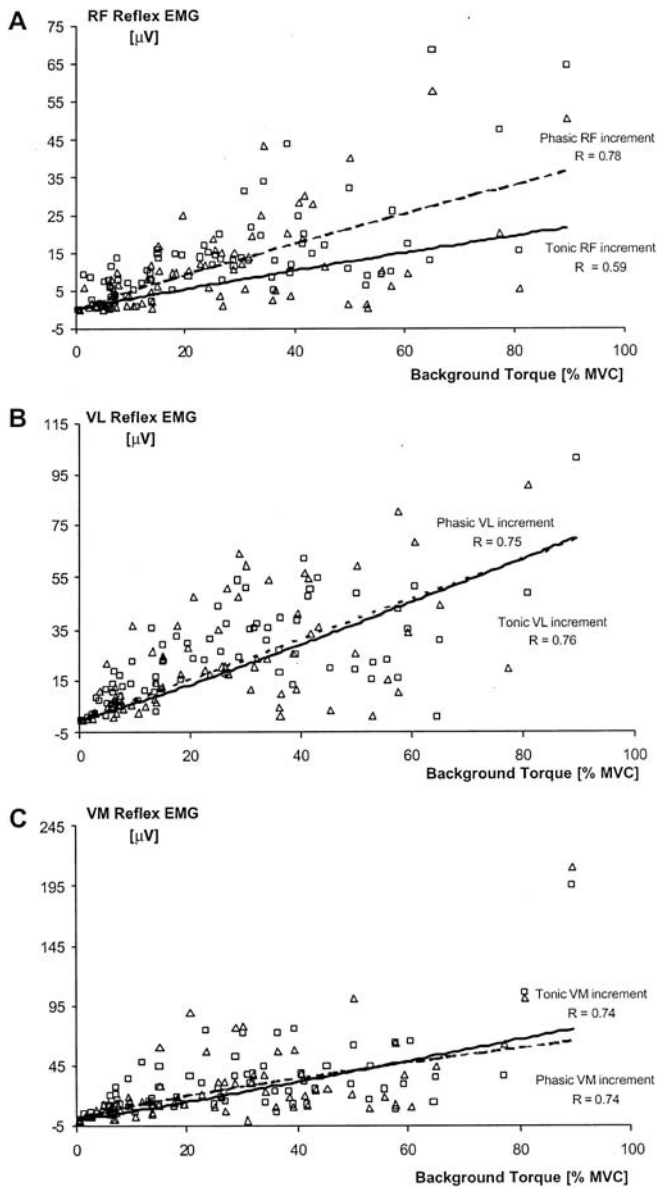 A
RF Reflex EMG
[μV]
75
65
55
45
35
25
15
5
-5
Phasic RF increment
R = 0.78
Tonic RF increment
R = 0.59
0
20
40
60
80
100
Background Torque [% MVC]
B
VL Reflex EMG
[μV]
115
95
75
55
35
15
-5
Phasic VL increment
R = 0.75
Tonic VL increment
R = 0.76
0
20
40
60
80
100
Background Torque [% MVC]
C
VM Reflex EMG
[μV]
245
195
145
95
45
-5
Tonic VM increment
R = 0.74
Phasic VM increment
R = 0.74
0
20
40
60
80
100
Background Torque [% MVC]